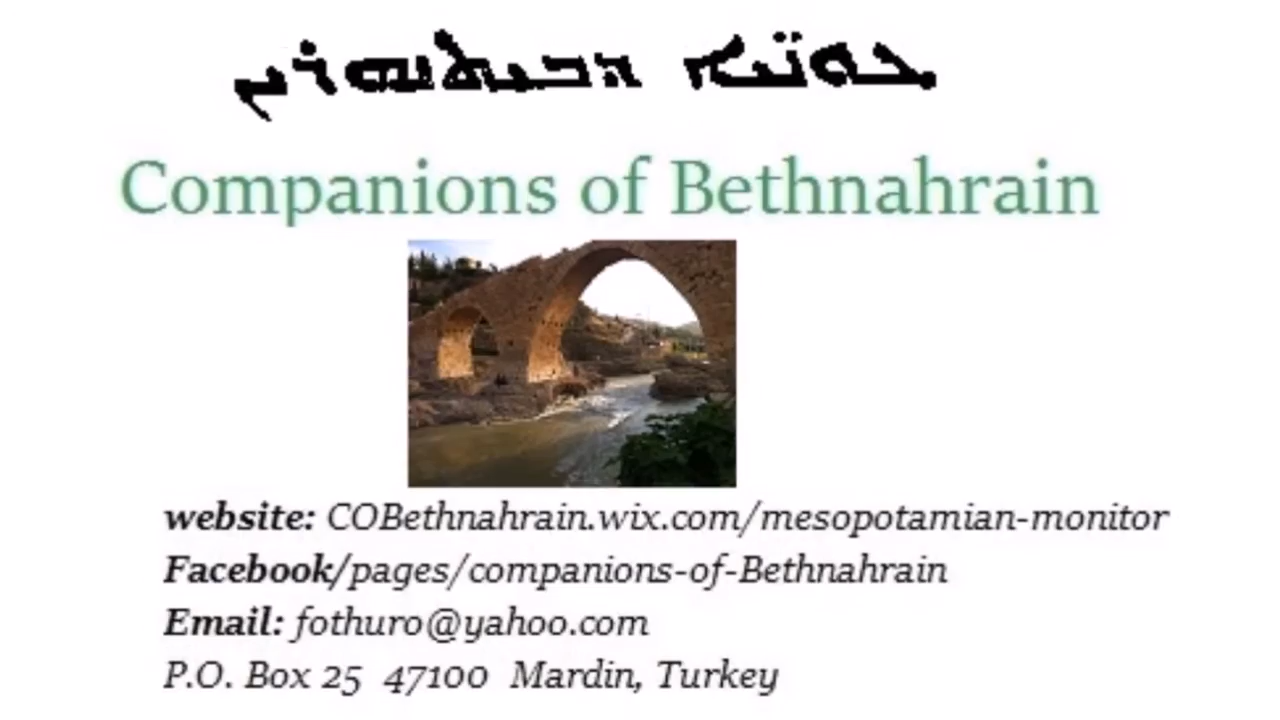 ܕܒܝܬܢܗܪܝܢ
Companions of Bethnahrain
website: COBethnahrain.wix.com/mesopotamian-monitor
Facebook/pages/companions-of-Bethnahrain
Email: fothuro@yahoo.com
P.O. Box 25 47100 Mardin, Turkey